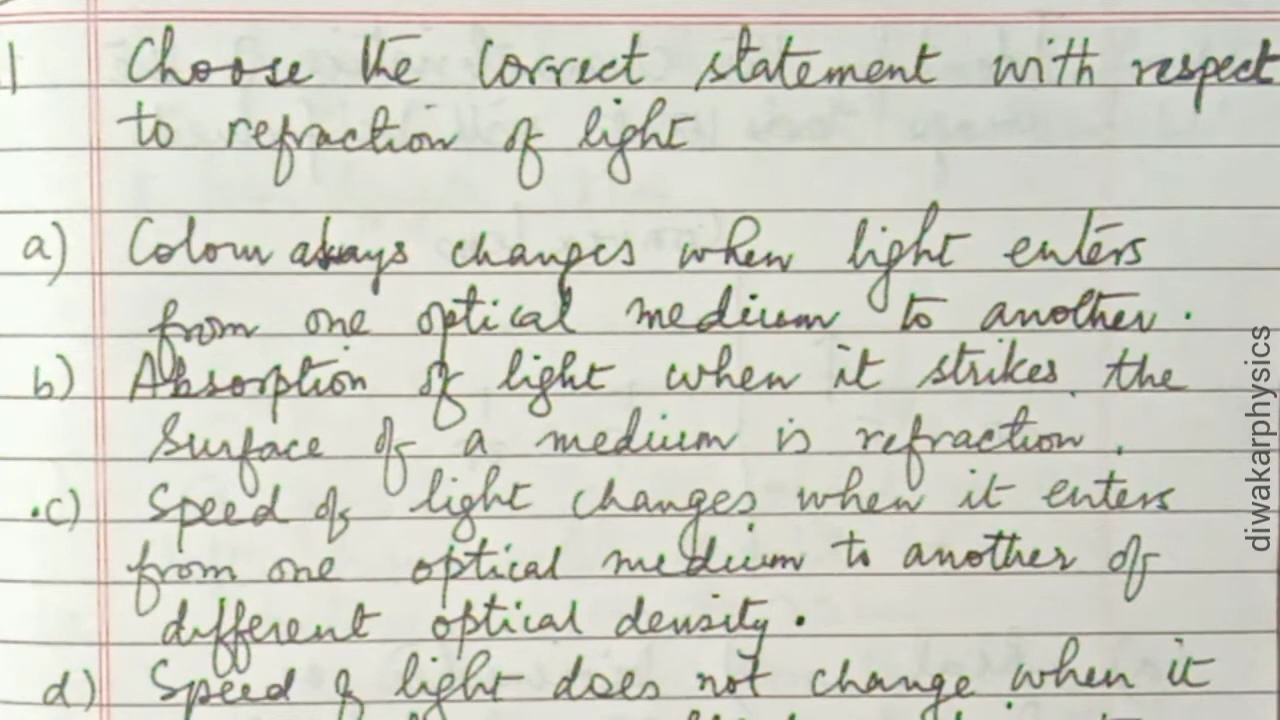 1 Choose the correct statement with respect
to refraction of light
a) Colour always changes when light enters
from one optical medium to another.
b) Absorption of light when it strikes the
surface of a medium is refraction.
.c) Speed of light changes when it enters
from one optical medium to another of
different optical density.
d) Speed of light does not change when it
diwakarphysics